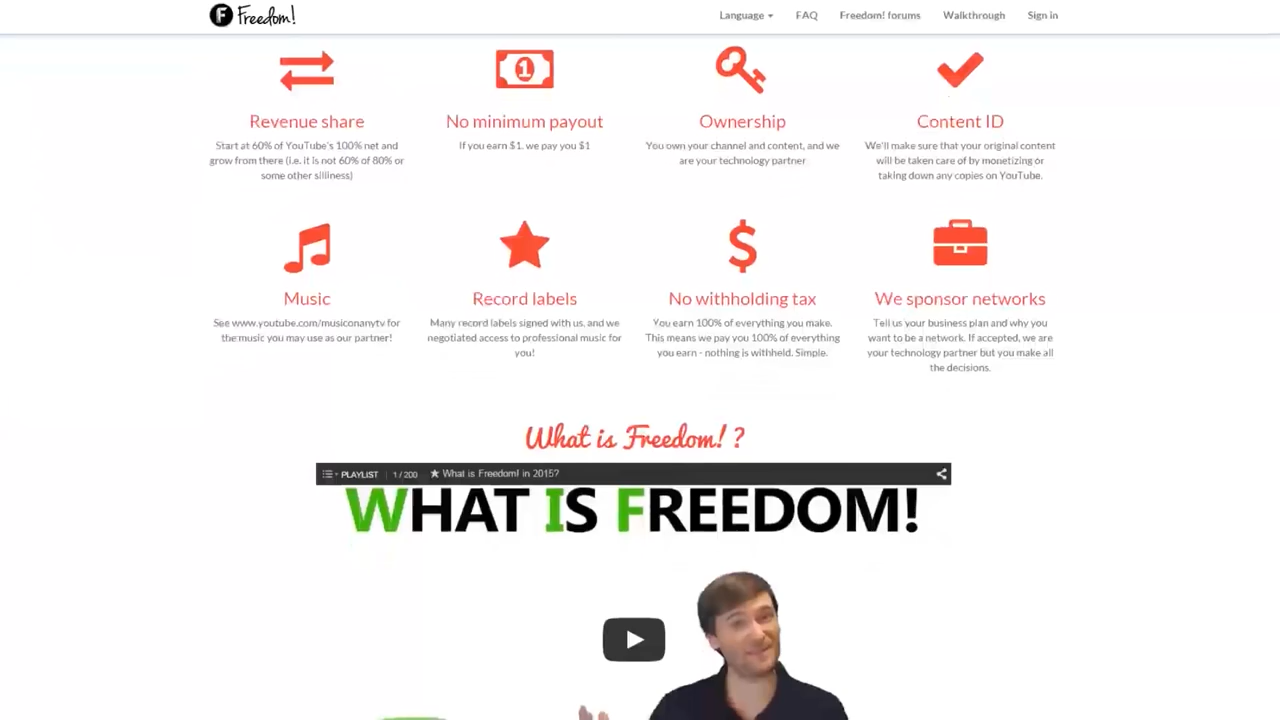 Freedom!
Language FAQ Freedom! forums Walkthrough Sign in
Revenue share
Start at 60% of YouTube's 100% net and
grow from there (i.e. it is not 60% of 80% or
some other silliness)
No minimum payout
If you earn $1, we pay you $1
Ownership
You own your channel and content, and we
are your technology partner
Content ID
We'll make sure that your original content
will be taken care of by monetizing or
taking down any copies on YouTube.
Music
See www.youtube.com/musiconanytv for
the music you may use as our partner!
Record labels
Many record labels signed with us, and we
negotiated access to professional music for
you!
No withholding tax
You earn 100% of everything you make.
This means we pay you 100% of everything
you earn - nothing is withheld. Simple.
We sponsor networks
Tell us your business plan and why you
want to be a network. If accepted, we are
your technology partner but you make all
the decisions.
What is Freedom! ?
PLAYLIST 1 / 200 ★ What is Freedom! in 2015?
WHAT IS FREEDOM!